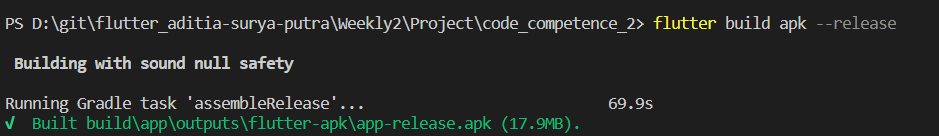 PS D:\git\flutter_aditia-surya-putra\Weekly2\Project\code_competence_2> flutter build apk --release
Building with sound null safety
Running Gradle task 'assembleRelease'... 69.9s
√ Built build\app\outputs\flutter-apk\app-release.apk (17.9MB).